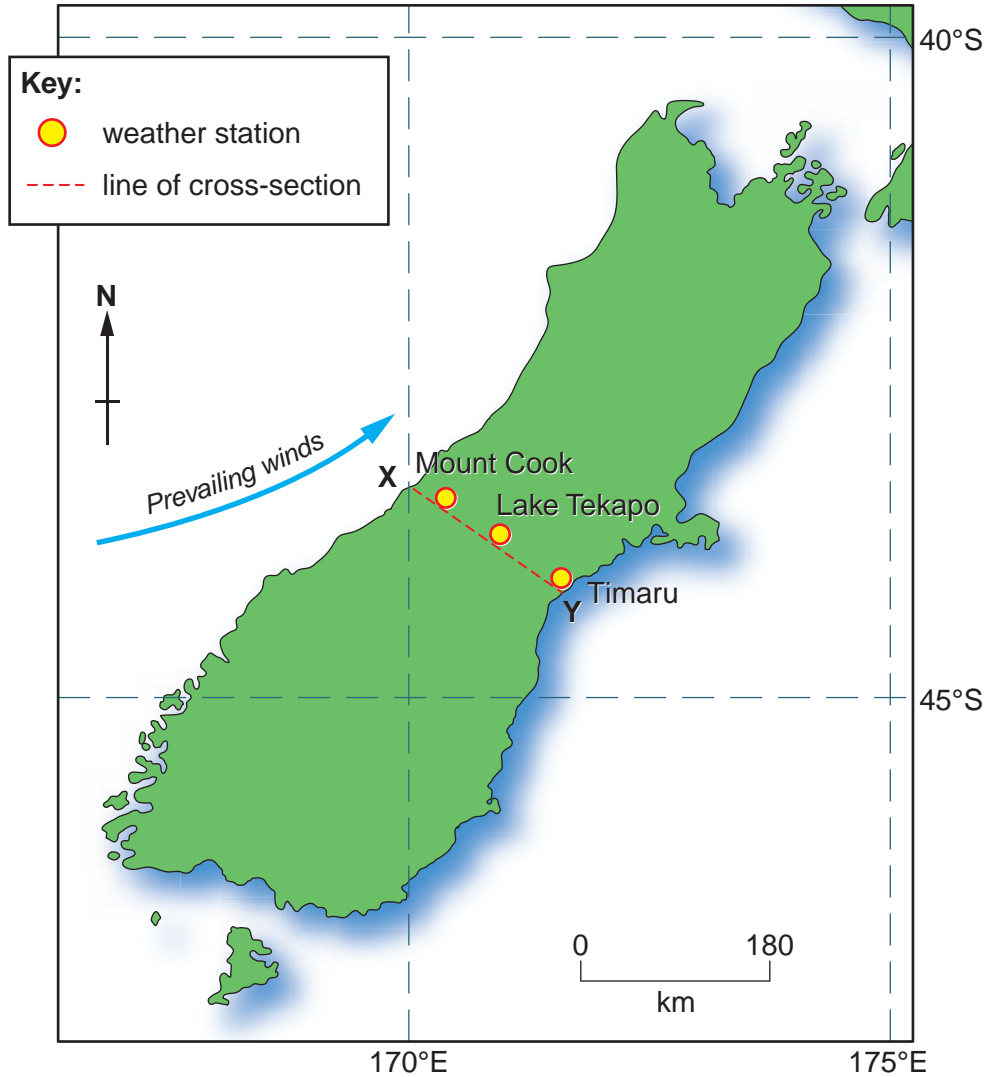 40°S
Key:
weather station
line of cross-section
N
Prevailing winds
X
Mount Cook
Lake Tekapo
Timaru
Y
45°S
0 180
km
170°E 175°E